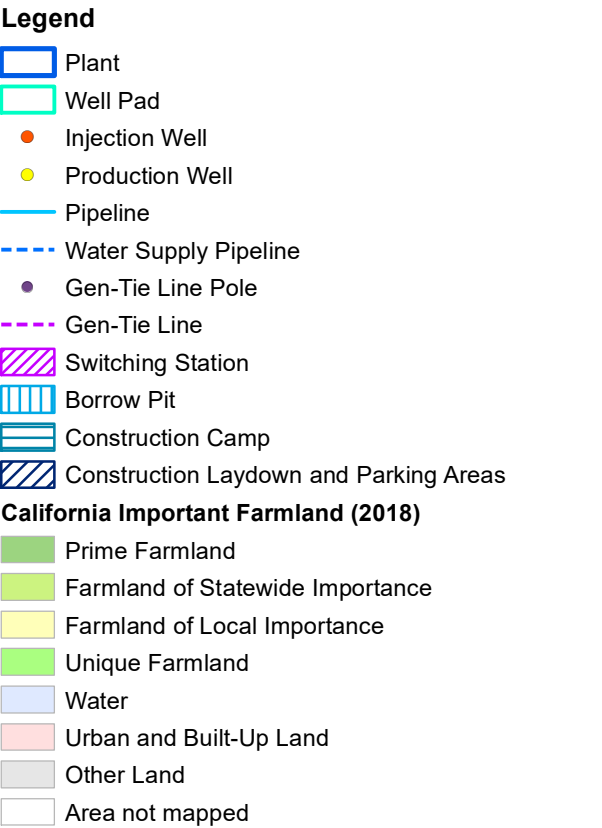 Legend
Plant
Well Pad
Injection Well
Production Well
Pipeline
Water Supply Pipeline
Gen-Tie Line Pole
Gen-Tie Line
Switching Station
Borrow Pit
Construction Camp
Construction Laydown and Parking Areas
California Important Farmland (2018)
Prime Farmland
Farmland of Statewide Importance
Farmland of Local Importance
Unique Farmland
Water
Urban and Built-Up Land
Other Land
Area not mapped